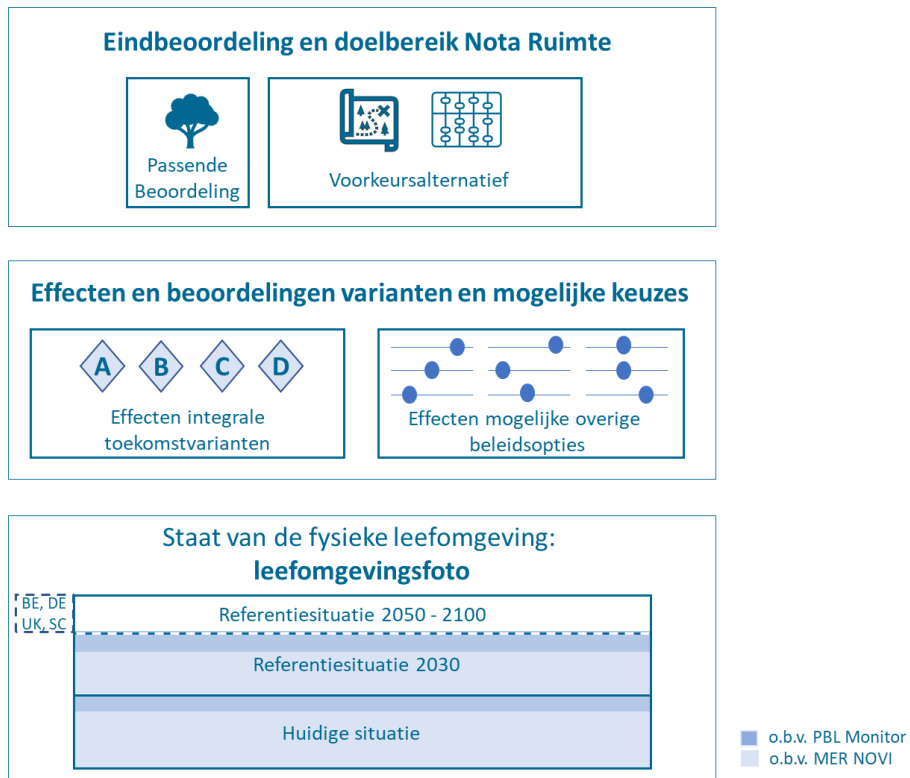 Eindbeoordeling en doelbereik Nota Ruimte
Passende
Beoordeling
Voorkeursalternatief
Effecten en beoordelingen varianten en mogelijke keuzes
A B C D
Effecten integrale
toekomstvarianten
Effecten mogelijke overige
beleidsopties
Staat van de fysieke leefomgeving:
leefomgevingsfoto
BE, DE
UK, SC
Referentiesituatie 2050 - 2100
Referentiesituatie 2030
Huidige situatie
o.b.v. PBL Monitor
o.b.v. MER NOVI